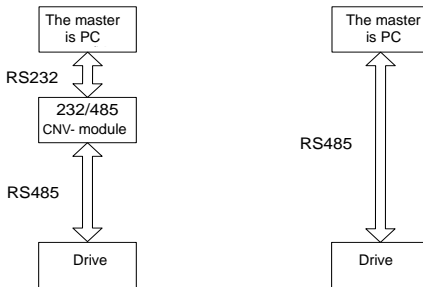 The master
is PC
RS232
232/485
CNV- module
RS485
Drive
The master
is PC
RS485
Drive